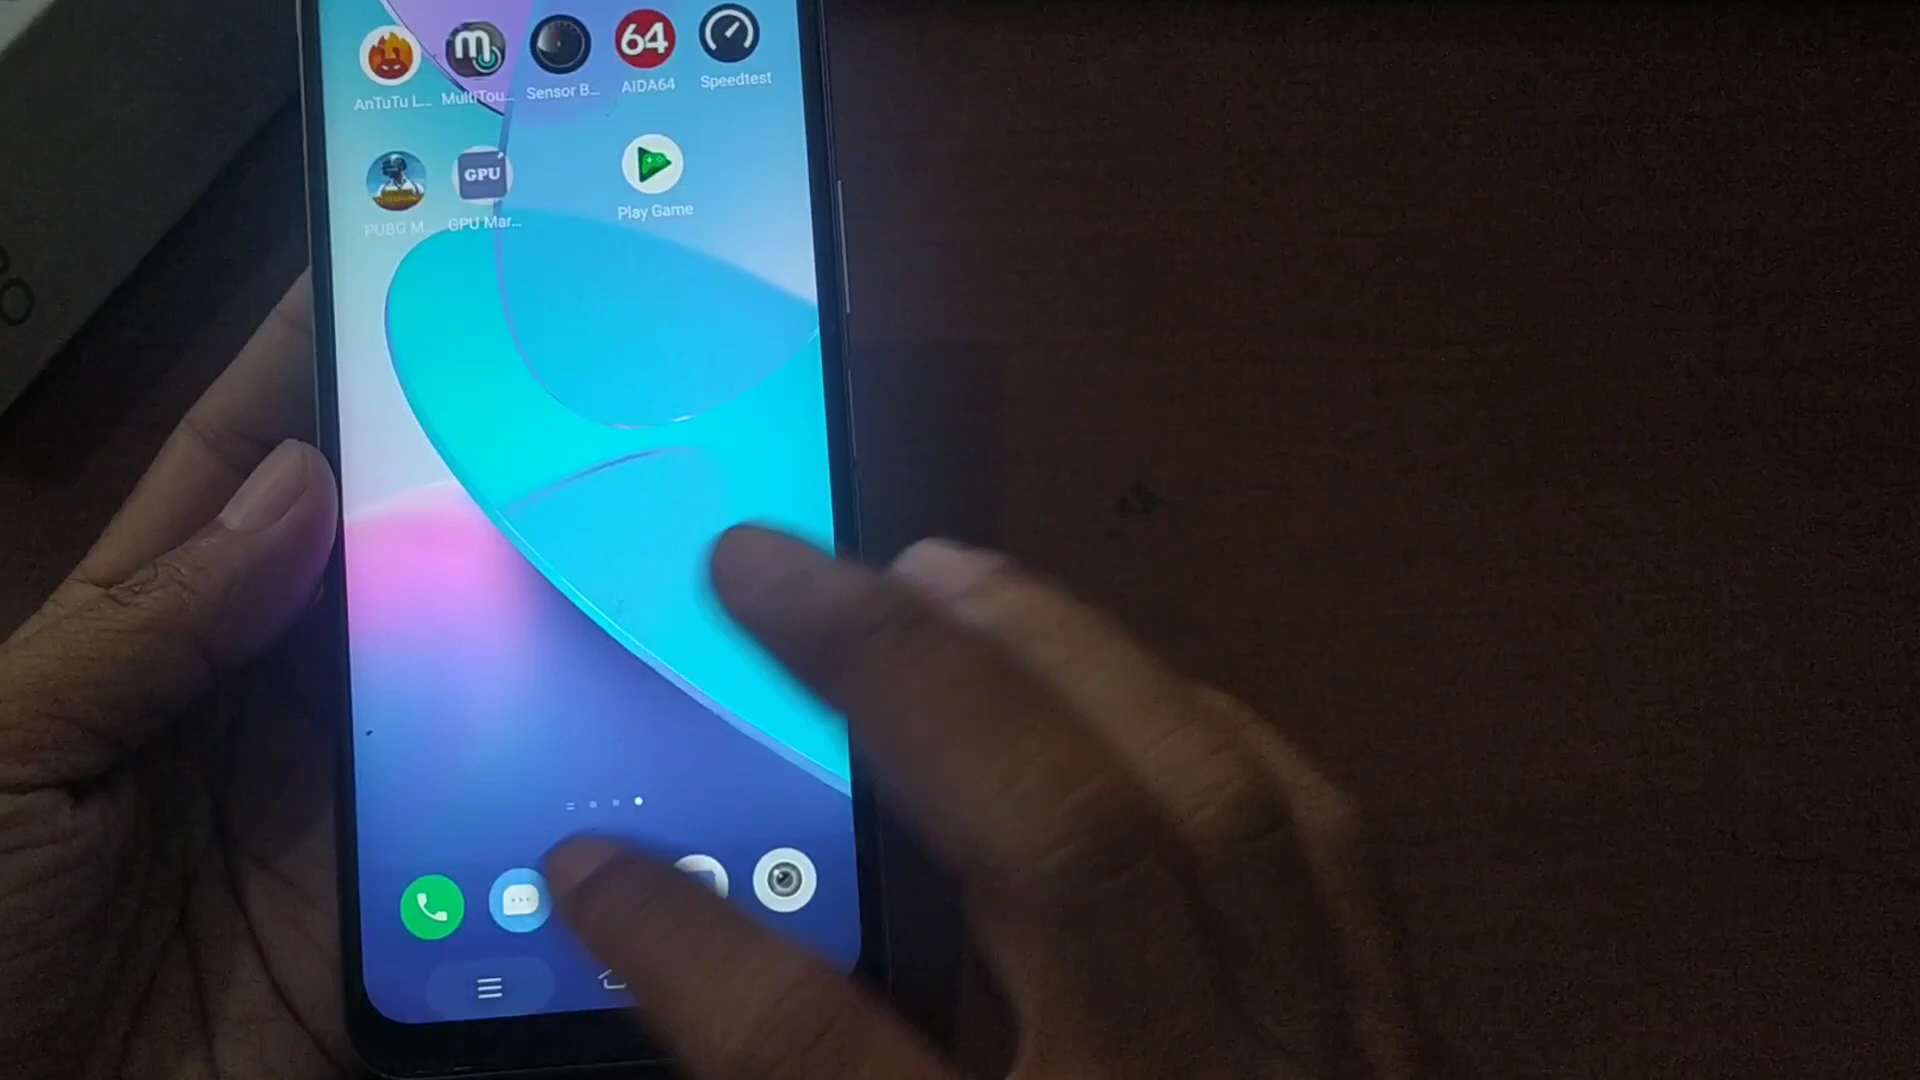 64
AnTuTu L...
MultiTou...
Sensor B...
AIDA64
Speedtest
GPU
PUBG M...
GPU Mar...
Play Game